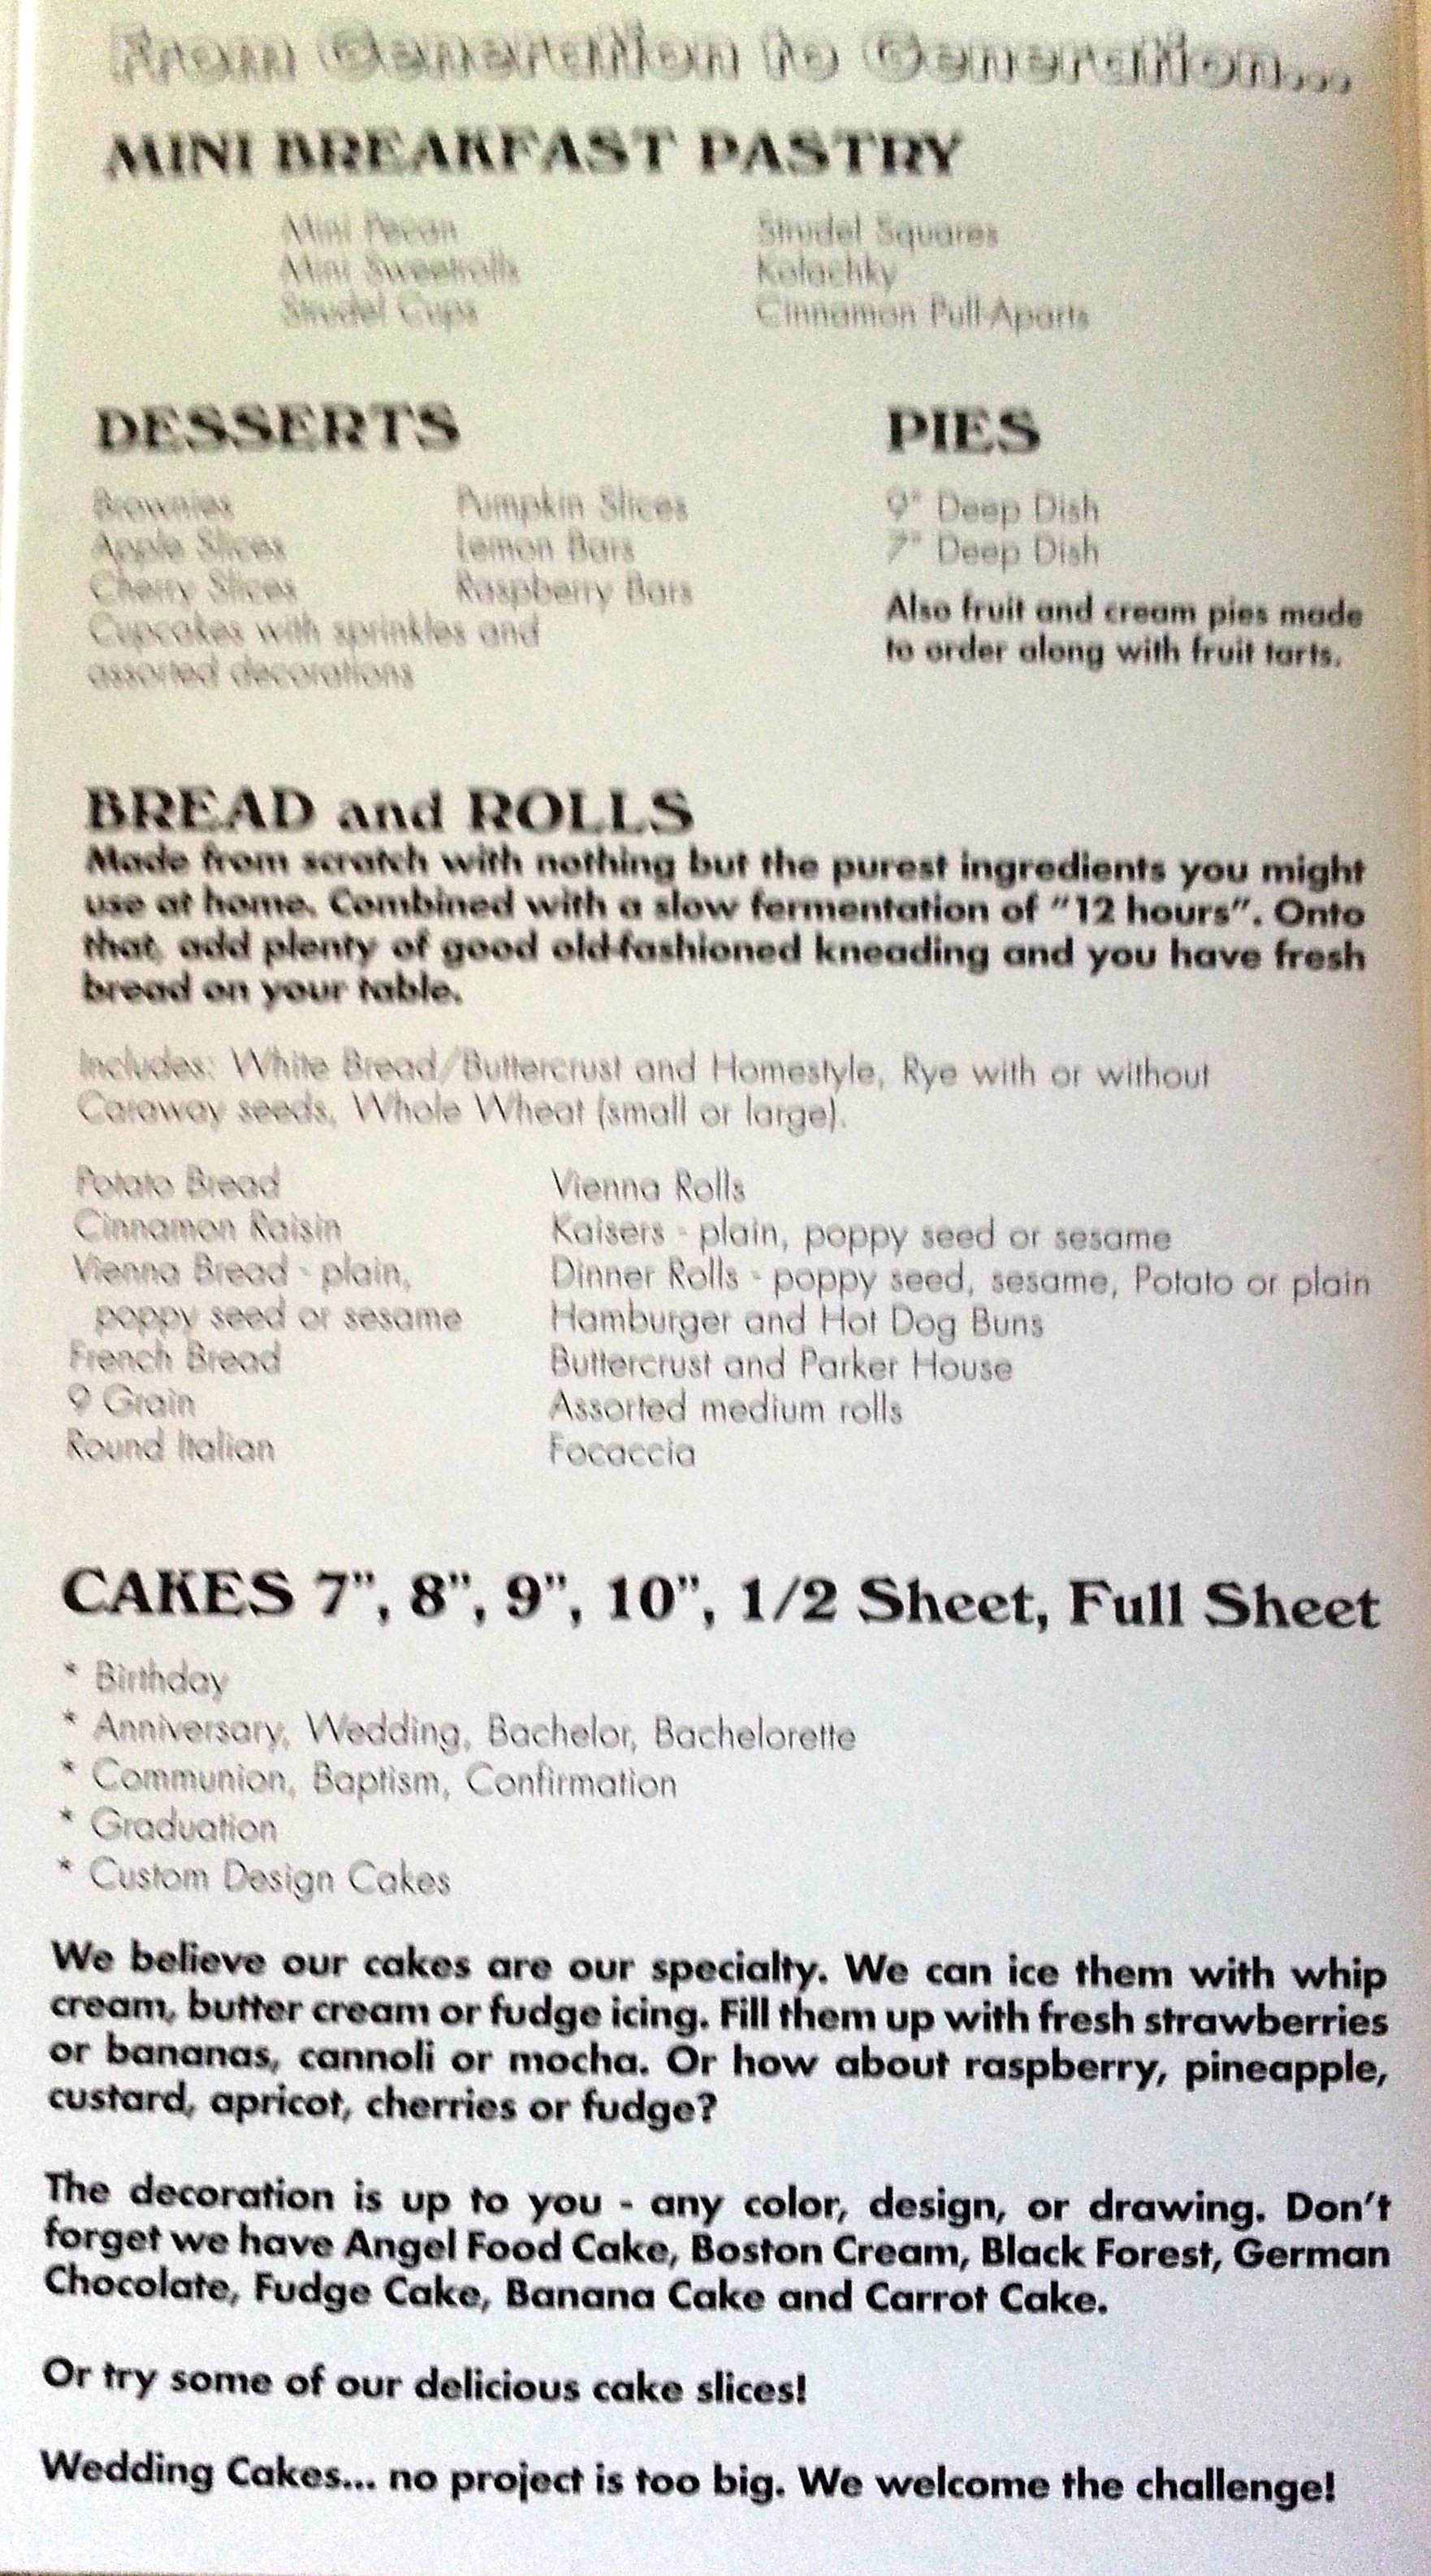 From Generation to Generation...
MINI BREAKFAST PASTRY
Mini Pecan
Mini Sweetrolls
Strudel Cups
Strudel Squares
Kolachky
Cinnamon Pull-Aparts
DESSERTS
Brownies
Apple Slices
Cherry Slices
Cupcakes with sprinkles and
assorted decorations
Pumpkin Slices
Lemon Bars
Raspberry Bars
PIES
9" Deep Dish
7" Deep Dish
Also fruit and cream pies made
to order along with fruit tarts.
BREAD and ROLLS
Made from scratch with nothing but the purest ingredients you might
use at home. Combined with a slow fermentation of "12 hours". Onto
that, add plenty of good old-fashioned kneading and you have fresh
bread on your table.
Includes: White Bread/Buttercrust and Homestyle, Rye with or without
Caraway seeds, Whole Wheat (small or large).
Potato Bread
Cinnamon Raisin
Vienna Bread - plain,
poppy seed or sesame
French Bread
9 Grain
Round Italian
Vienna Rolls
Kaisers - plain, poppy seed or sesame
Dinner Rolls - poppy seed, sesame, Potato or plain
Hamburger and Hot Dog Buns
Buttercrust and Parker House
Assorted medium rolls
Focaccia
CAKES 7", 8", 9", 10", 1/2 Sheet, Full Sheet
* Birthday
* Anniversary, Wedding, Bachelor, Bachelorette
* Communion, Baptism, Confirmation
* Graduation
* Custom Design Cakes
We believe our cakes are our specialty. We can ice them with whip
cream, butter cream or fudge icing. Fill them up with fresh strawberries
or bananas, cannoli or mocha. Or how about raspberry, pineapple,
custard, apricot, cherries or fudge?
The decoration is up to you - any color, design, or drawing. Don't
forget we have Angel Food Cake, Boston Cream, Black Forest, German
Chocolate, Fudge Cake, Banana Cake and Carrot Cake.
Or try some of our delicious cake slices!
Wedding Cakes... no project is too big. We welcome the challenge!